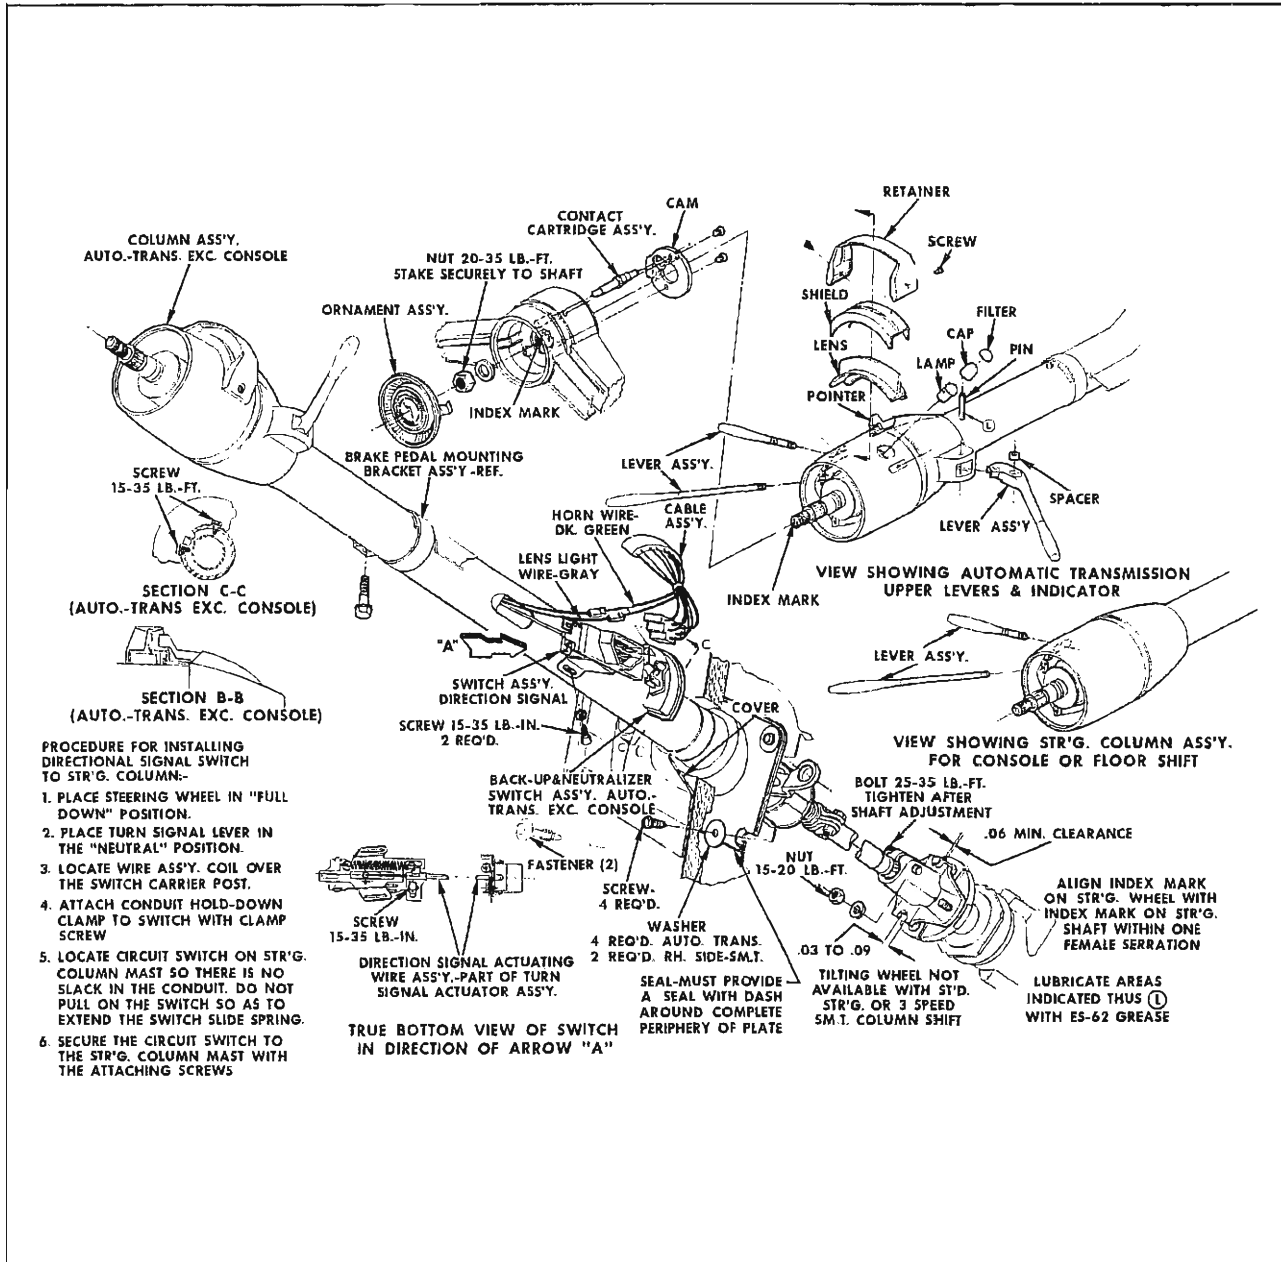 RETAINER
CAM
CONTACT
CARTRIDGE ASS'Y.
SCREW
COLUMN ASS'Y.
AUTO.-TRANS. EXC. CONSOLE
NUT 20-35 LB.-FT.
STAKE SECURELY TO SHAFT
SHIELD
ORNAMENT ASS'Y.
FILTER
CAP
LENS
PIN
LAMP
POINTER
INDEX MARK
L
BRAKE PEDAL MOUNTING
BRACKET ASS'Y -REF.
LEVER ASS'Y.
SCREW
15-35 LB.-FT.
SPACER
CABLE
ASS'Y.
HORN WIRE-
DK. GREEN
LEVER ASS'Y
LENS LIGHT
WIRE-GRAY
SECTION C-C
(AUTO.-TRANS EXC. CONSOLE)
VIEW SHOWING AUTOMATIC TRANSMISSION
UPPER LEVERS & INDICATOR
INDEX MARK
"A"
C
LEVER ASS'Y.
SWITCH ASS'Y.
DIRECTION SIGNAL
SECTION B-B
(AUTO.-TRANS. EXC. CONSOLE)
COVER
SCREW 15-35 LB.-IN.
2 REQ'D.
VIEW SHOWING STR'G. COLUMN ASS'Y.
FOR CONSOLE OR FLOOR SHIFT
PROCEDURE FOR INSTALLING
DIRECTIONAL SIGNAL SWITCH
TO STR'G. COLUMN:-
1. PLACE STEERING WHEEL IN "FULL
DOWN" POSITION.
2. PLACE TURN SIGNAL LEVER IN
THE "NEUTRAL" POSITION.
3. LOCATE WIRE ASS'Y. COIL OVER
THE SWITCH CARRIER POST.
4. ATTACH CONDUIT HOLD-DOWN
CLAMP TO SWITCH WITH CLAMP
SCREW
5. LOCATE CIRCUIT SWITCH ON STR'G.
COLUMN MAST SO THERE IS NO
SLACK IN THE CONDUIT. DO NOT
PULL ON THE SWITCH SO AS TO
EXTEND THE SWITCH SLIDE SPRING.
6. SECURE THE CIRCUIT SWITCH TO
THE STR'G. COLUMN MAST WITH
THE ATTACHING SCREWS
BACK-UP&NEUTRALIZER
SWITCH ASS'Y. AUTO.-
TRANS. EXC. CONSOLE
BOLT 25-35 LB.-FT.
TIGHTEN AFTER
SHAFT ADJUSTMENT
.06 MIN. CLEARANCE
FASTENER (2)
NUT
15-20 LB.-FT.
SCREW-
4 REQ'D.
ALIGN INDEX MARK
ON STR'G. WHEEL WITH
INDEX MARK ON STR'G.
SHAFT WITHIN ONE
FEMALE SERRATION
SCREW
15-35 LB.-IN.
WASHER
4 REQ'D. AUTO. TRANS.
2 REQ'D. RH. SIDE-SM.T.
.03 TO .09
DIRECTION SIGNAL ACTUATING
WIRE ASS'Y.-PART OF TURN
SIGNAL ACTUATOR ASS'Y.
SEAL-MUST PROVIDE
A SEAL WITH DASH
AROUND COMPLETE
PERIPHERY OF PLATE
TILTING WHEEL NOT
AVAILABLE WITH ST'D.
STR'G. OR 3 SPEED
SM.T. COLUMN SHIFT
LUBRICATE AREAS
INDICATED THUS L
WITH ES-62 GREASE
TRUE BOTTOM VIEW OF SWITCH
IN DIRECTION OF ARROW "A"